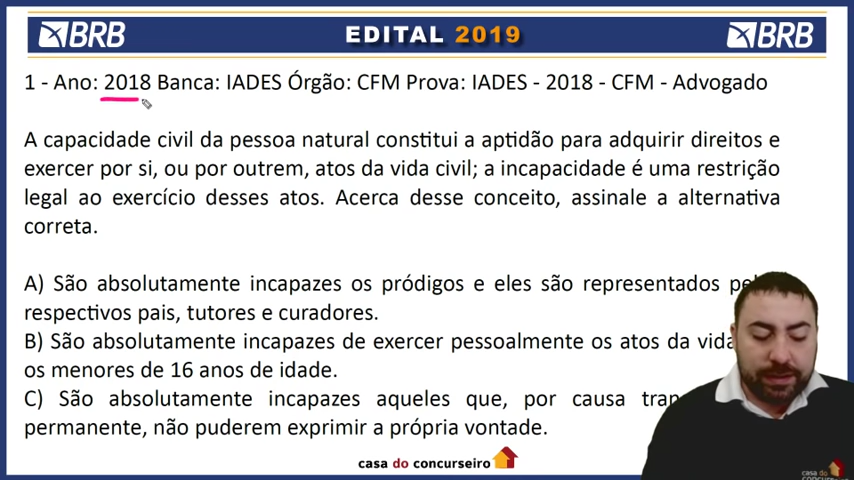 BRB
EDITAL 2019
BRB
1 - Ano: 2018 Banca: IADES Órgão: CFM Prova: IADES - 2018 - CFM - Advogado
A capacidade civil da pessoa natural constitui a aptidão para adquirir direitos e
exercer por si, ou por outrem, atos da vida civil; a incapacidade é uma restrição
legal ao exercício desses atos. Acerca desse conceito, assinale a alternativa
correta.
A) São absolutamente incapazes os pródigos e eles são representados
respectivos pais, tutores e curadores.
B) São absolutamente incapazes de exercer pessoalmente os atos da vida
os menores de 16 anos de idade.
C) São absolutamente incapazes aqueles que, por causa
permanente, não puderem exprimir a própria vontade.
casa do concurseiro
casa do